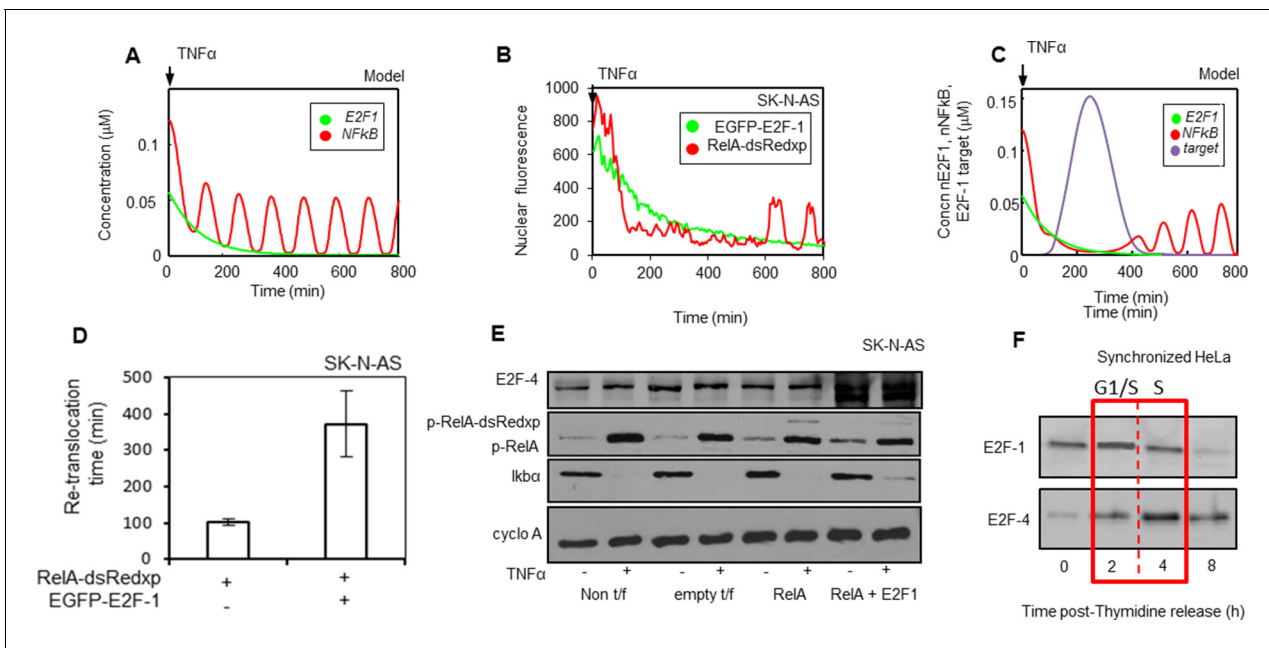 A
TNFα
Model
E2F1
NFkB
Concentration (µM)
0.1
0.05
0
0 200 400 600 800
Time (min)
B
TNFα
SK-N-AS
EGFP-E2F-1
RelA-dsRedxp
Nuclear fluorescence
1000
800
600
400
200
0
0 200 400 600 800
Time (min)
C
TNFα
Model
E2F1
NFkB
target
Concn nE2F1, nNFkB,
E2F-1 target (µM)
0.15
0.1
0.05
0
0 200 400 600 800
Time (min)
Time (min)
D
SK-N-AS
Re-translocation
time (min)
500
400
300
200
100
0
RelA-dsRedxp + +
EGFP-E2F-1 - +
E
SK-N-AS
E2F-4
p-RelA-dsRedxp
p-RelA
Ikbα
cyclo A
TNFα - + - + - + - +
Non t/f empty t/f RelA RelA + E2F1
F
Synchronized HeLa
G1/S S
E2F-1
E2F-4
0 2 4 8
Time post-Thymidine release (h)